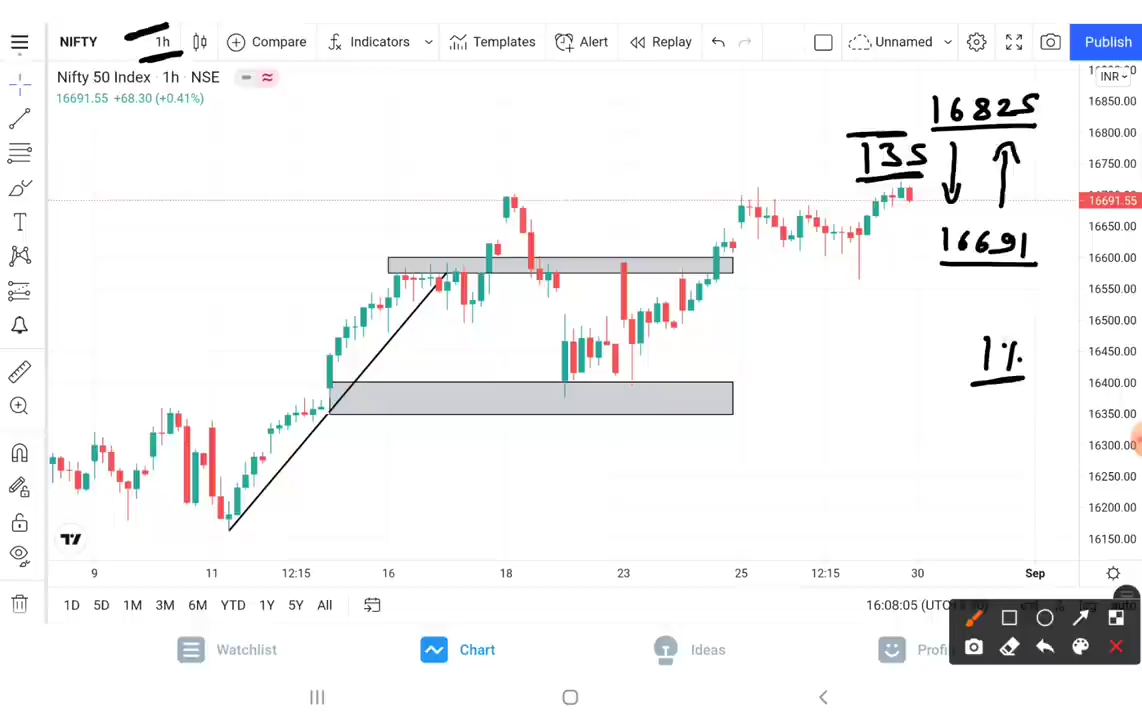 NIFTY 1h Compare Indicators Templates Alert Replay Unnamed Publish
Nifty 50 Index · 1h · NSE
16691.55 +68.30 (+0.41%)
INR
16850.00
16800.00
16750.00
16691.55
16650.00
16600.00
16550.00
16500.00
16450.00
16400.00
16350.00
16300.00
16250.00
16200.00
16150.00
16825
135
16691
1%
9 11 12:15 16 18 23 25 12:15 30 Sep
1D 5D 1M 3M 6M YTD 1Y 5Y All 16:08:05 (UTC
auto
Watchlist Chart Ideas Profi